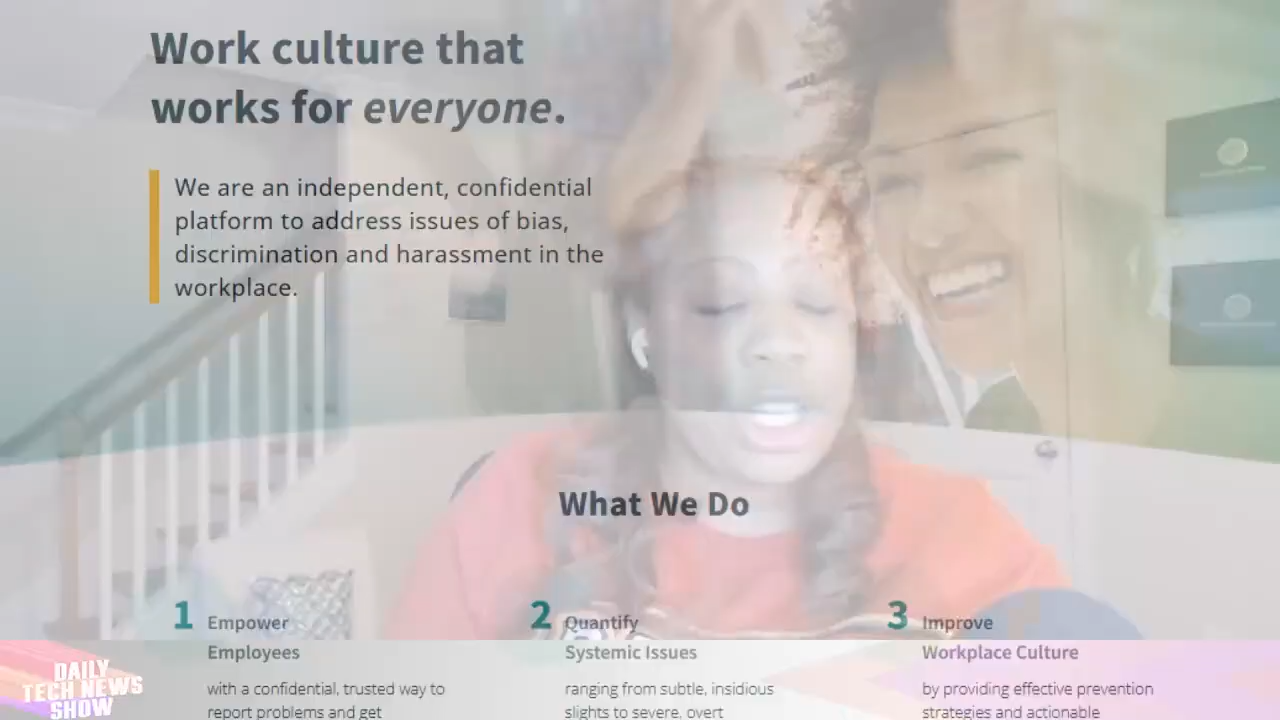 Work culture that
works for everyone.
We are an independent, confidential
platform to address issues of bias,
discrimination and harassment in the
workplace.
What We Do
1 Empower
Employees
with a confidential, trusted way to
report problems and get
2 Quantify
Systemic Issues
ranging from subtle, insidious
slights to severe, overt
3 Improve
Workplace Culture
by providing effective prevention
strategies and actionable
DAILY
TECH NEWS
SHOW